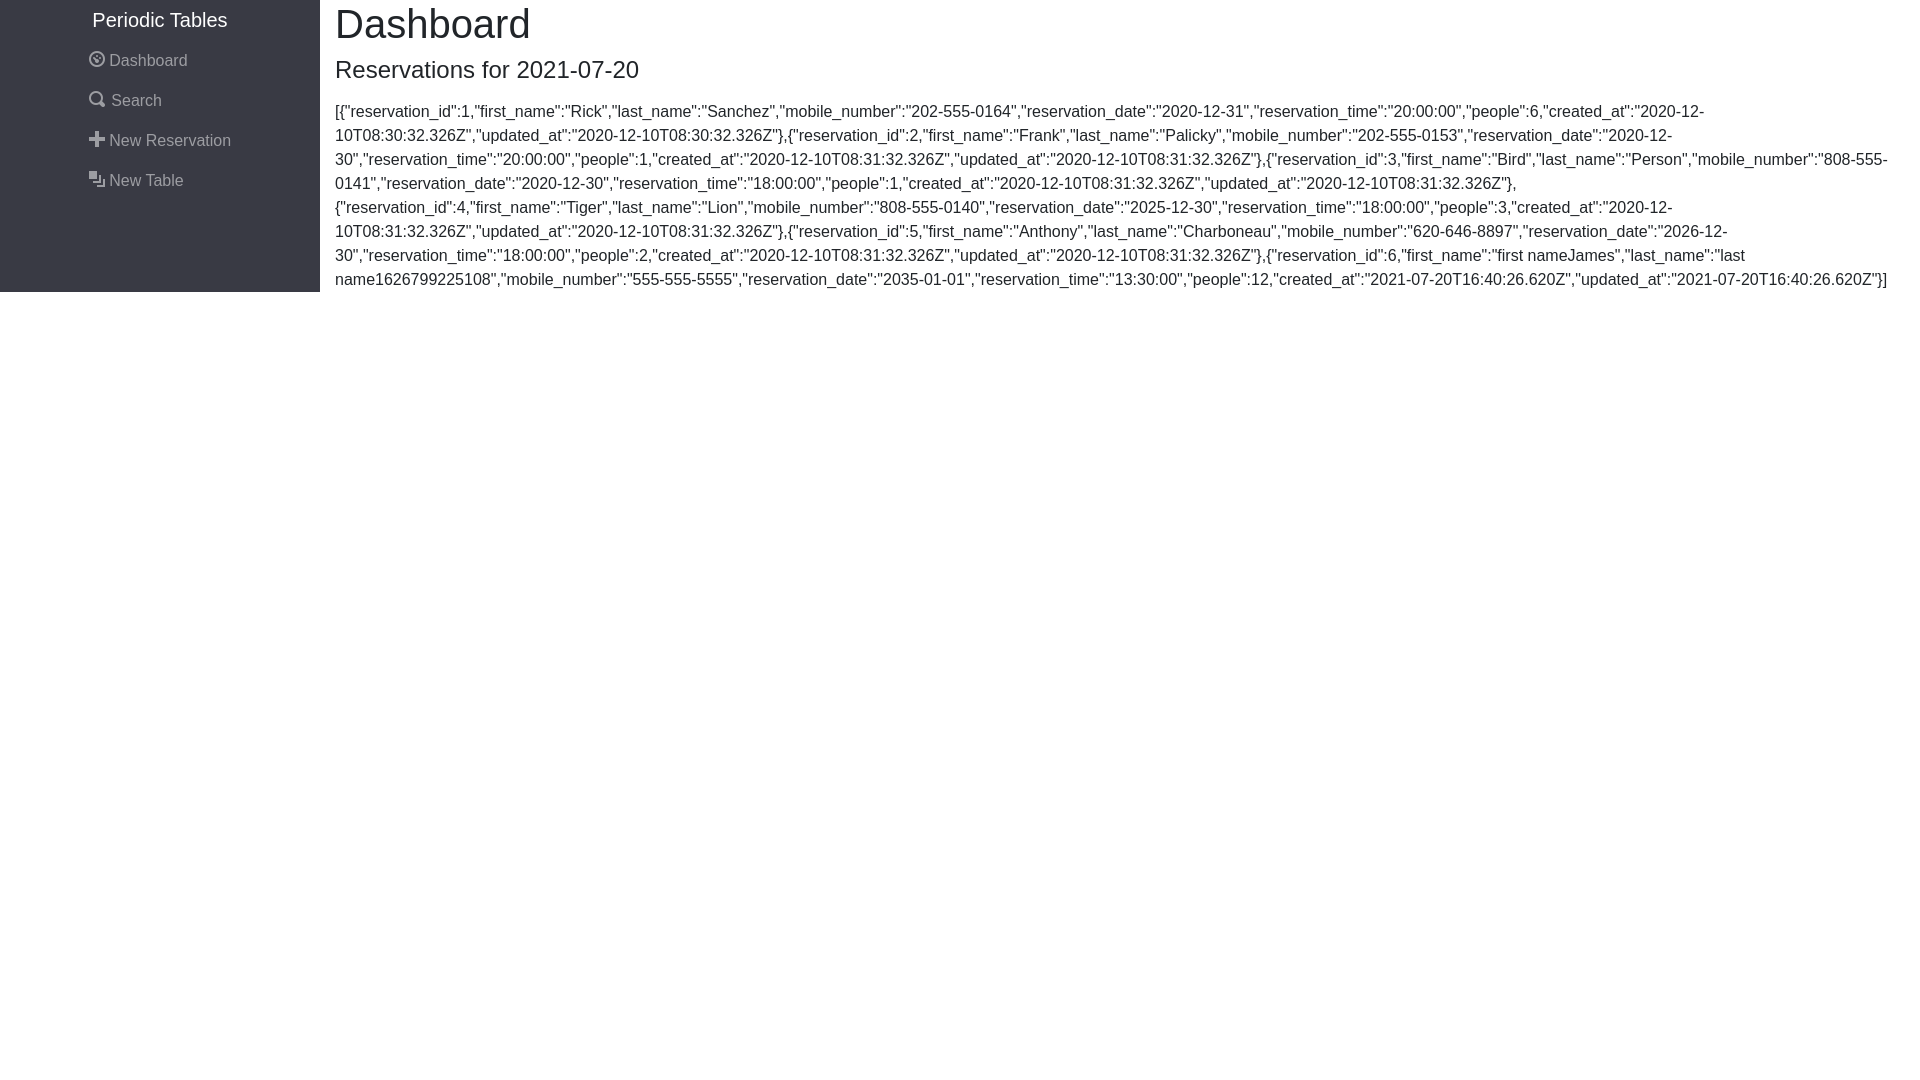 Periodic Tables
Dashboard
Search
New Reservation
New Table
Dashboard
Reservations for 2021-07-20
[{"reservation_id":1,"first_name":"Rick","last_name":"Sanchez","mobile_number":"202-555-0164","reservation_date":"2020-12-31","reservation_time":"20:00:00","people":6,"created_at":"2020-12-
10T08:30:32.326Z","updated_at":"2020-12-10T08:30:32.326Z"},{"reservation_id":2,"first_name":"Frank","last_name":"Palicky","mobile_number":"202-555-0153","reservation_date":"2020-12-
30","reservation_time":"20:00:00","people":1,"created_at":"2020-12-10T08:31:32.326Z","updated_at":"2020-12-10T08:31:32.326Z"},{"reservation_id":3,"first_name":"Bird","last_name":"Person","mobile_number":"808-555-
0141","reservation_date":"2020-12-30","reservation_time":"18:00:00","people":1,"created_at":"2020-12-10T08:31:32.326Z","updated_at":"2020-12-10T08:31:32.326Z"},
{"reservation_id":4,"first_name":"Tiger","last_name":"Lion","mobile_number":"808-555-0140","reservation_date":"2025-12-30","reservation_time":"18:00:00","people":3,"created_at":"2020-12-
10T08:31:32.326Z","updated_at":"2020-12-10T08:31:32.326Z"},{"reservation_id":5,"first_name":"Anthony","last_name":"Charboneau","mobile_number":"620-646-8897","reservation_date":"2026-12-
30","reservation_time":"18:00:00","people":2,"created_at":"2020-12-10T08:31:32.326Z","updated_at":"2020-12-10T08:31:32.326Z"},{"reservation_id":6,"first_name":"first nameJames","last_name":"last
name1626799225108","mobile_number":"555-555-5555","reservation_date":"2035-01-01","reservation_time":"13:30:00","people":12,"created_at":"2021-07-20T16:40:26.620Z","updated_at":"2021-07-20T16:40:26.620Z"}]